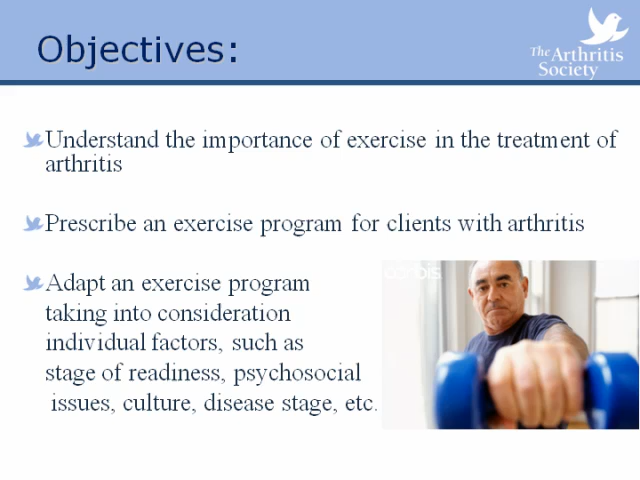 Objectives:
The Arthritis
Society
Understand the importance of exercise in the treatment of
arthritis
Prescribe an exercise program for clients with arthritis
Adapt an exercise program
taking into consideration
individual factors, such as
stage of readiness, psychosocial
issues, culture, disease stage, etc.
corbis.